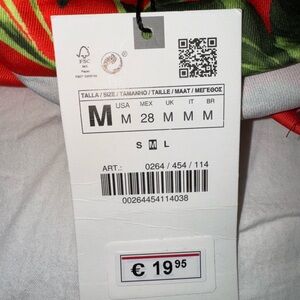 FSC
TALLA / SIZE / TAMANHO / TAILLE / MAAT / ΜΕΓΕΘΟΣ
USA MEX UK IT BR
M M 28 M M M
S M L
ART.: 0264 / 454 / 114
00264454114038
€ 19 95